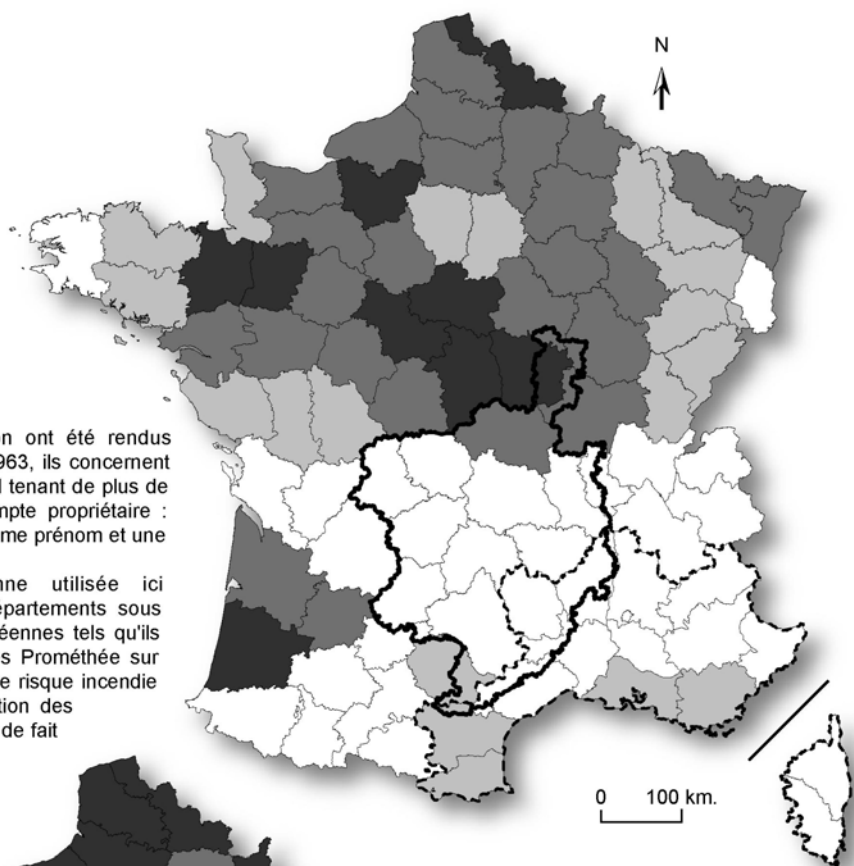 N
n ont été rendus
963, ils concernent
l tenant de plus de
mpte propriétaire :
me prénom et une
nne utilisée ici
épartements sous
éennes tels qu'ils
s Prométhée sur
e risque incendie
tion des
de fait
0 100 km.